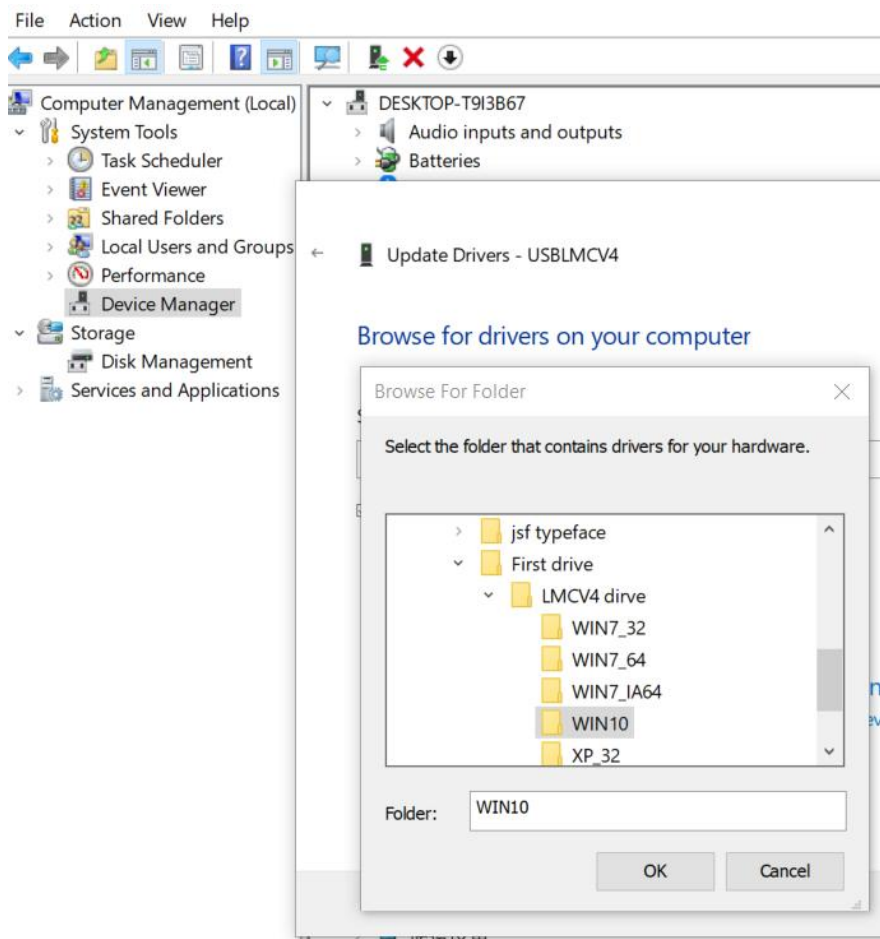 File Action View Help
Computer Management (Local)
System Tools
Task Scheduler
Event Viewer
Shared Folders
Local Users and Groups
Performance
Device Manager
Storage
Disk Management
Services and Applications
DESKTOP-T9I3B67
Audio inputs and outputs
Batteries
Update Drivers - USBLMCV4
Browse for drivers on your computer
Browse For Folder
Select the folder that contains drivers for your hardware.
jsf typeface
First drive
LMCV4 dirve
WIN7_32
WIN7_64
WIN7_IA64
WIN10
XP_32
Folder: WIN10
OK Cancel